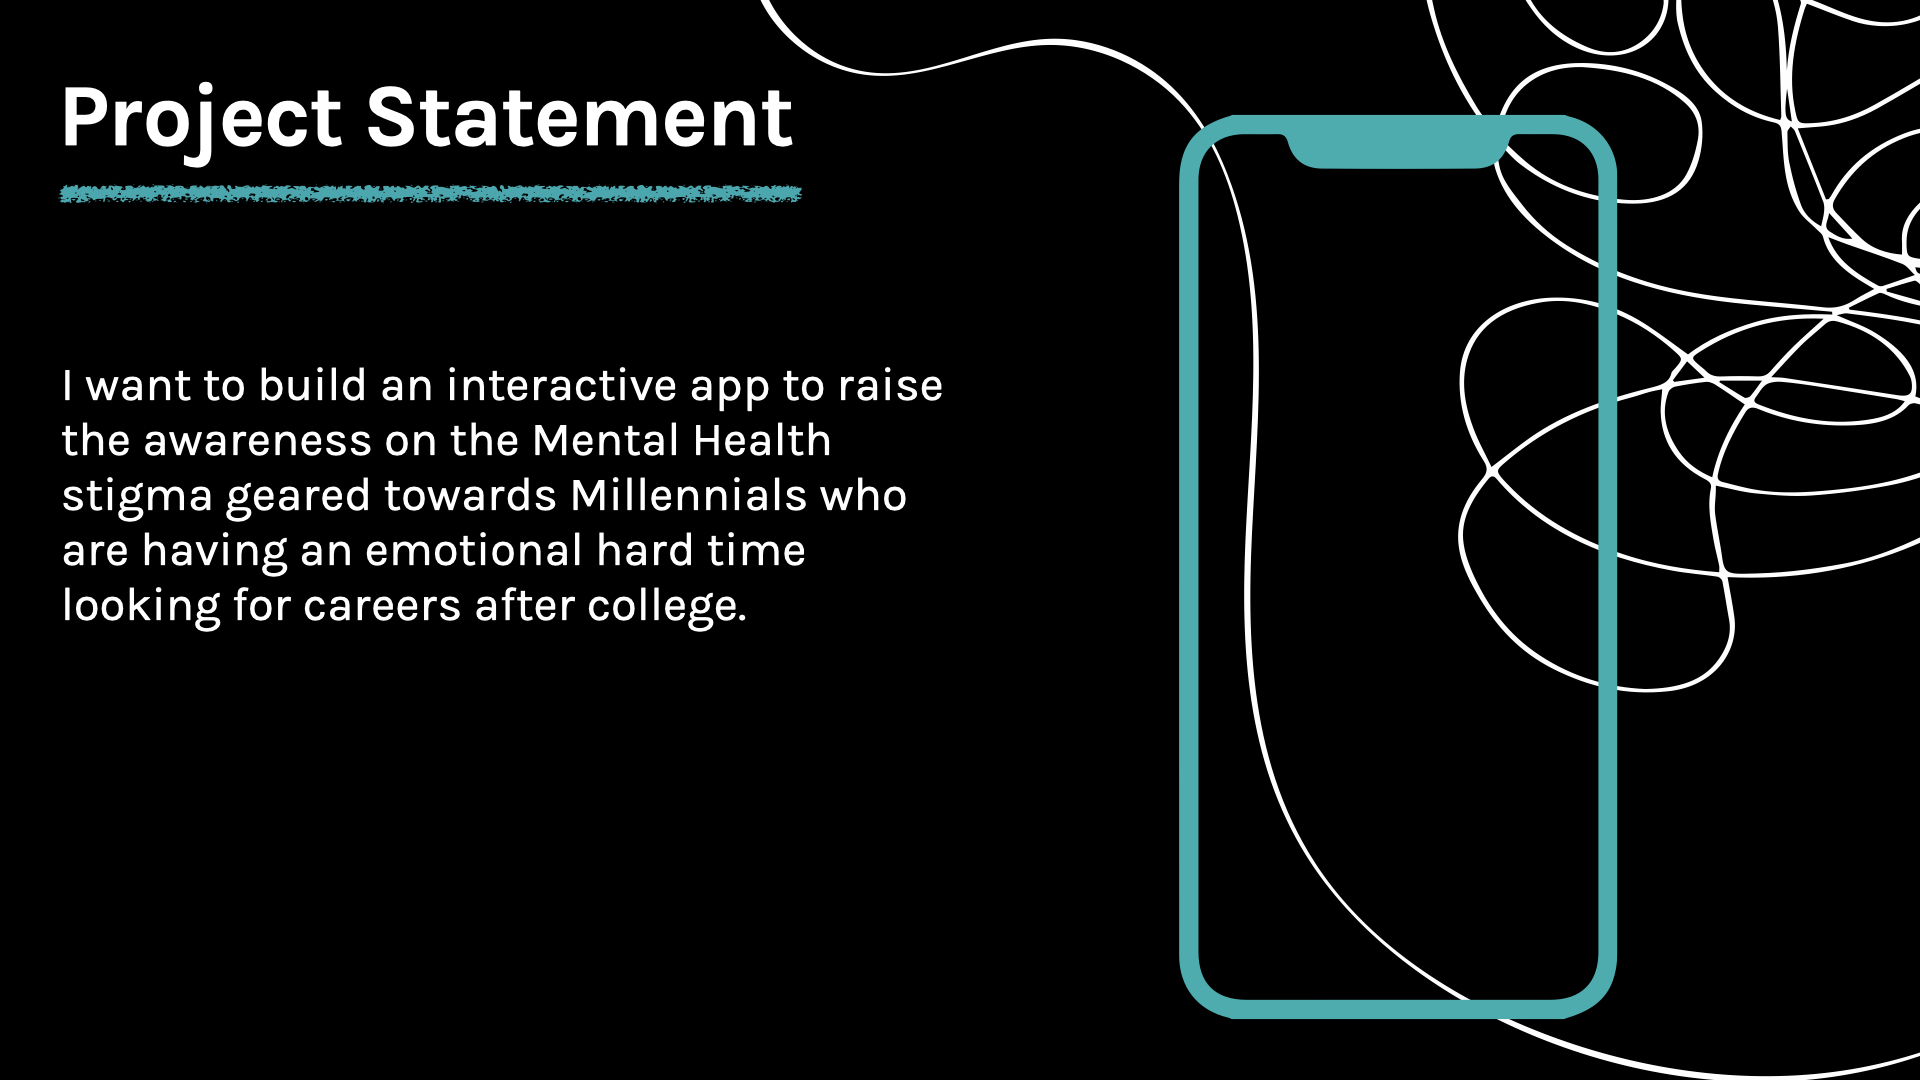 Project Statement
I want to build an interactive app to raise
the awareness on the Mental Health
stigma geared towards Millennials who
are having an emotional hard time
looking for careers after college.